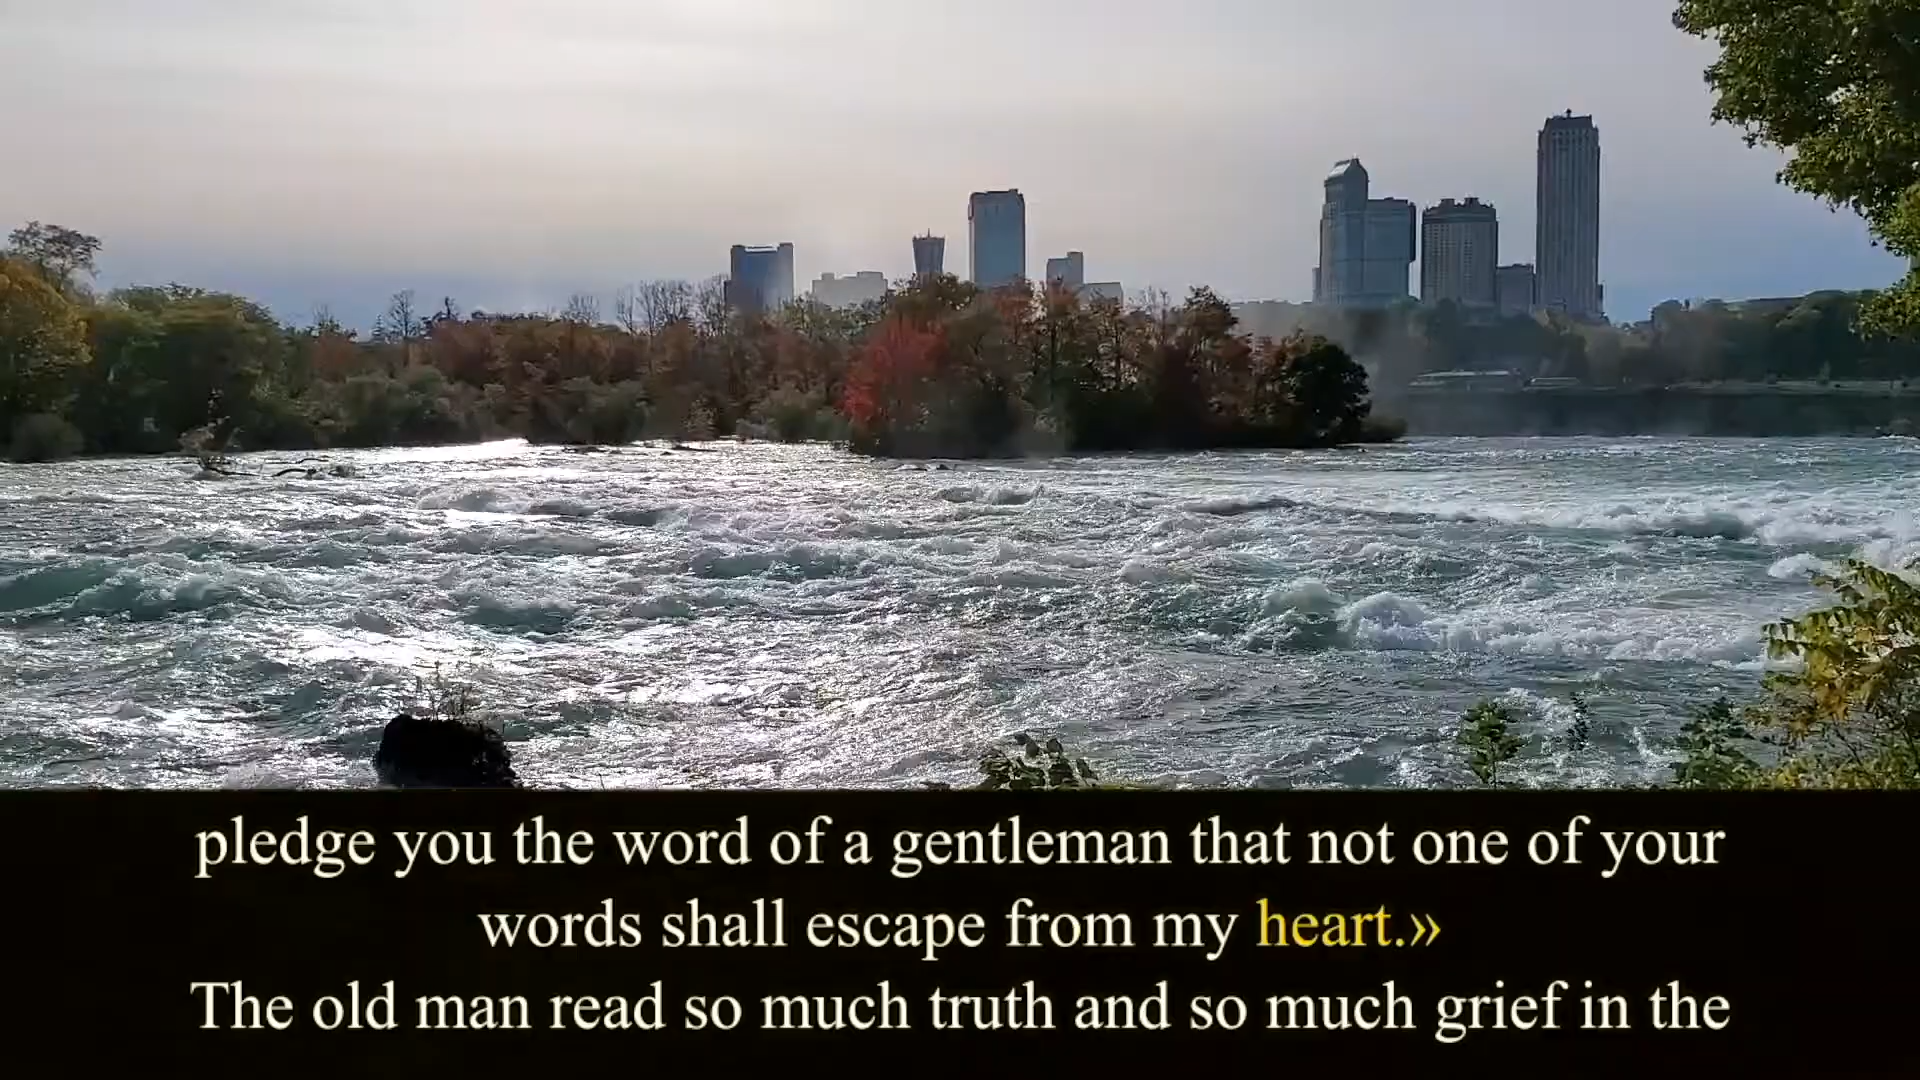 pledge you the word of a gentleman that not one of your
words shall escape from my heart.»
The old man read so much truth and so much grief in the